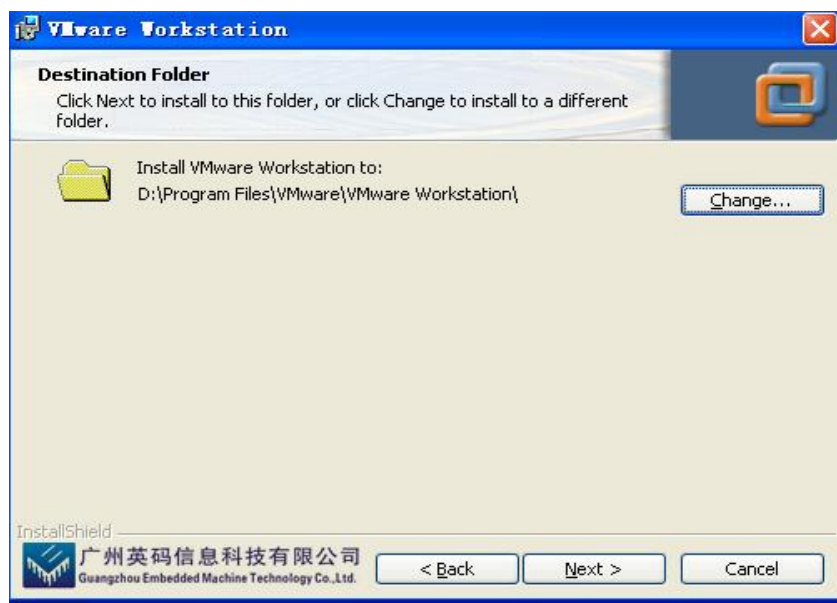 VMware Workstation
Destination Folder
Click Next to install to this folder, or click Change to install to a different
folder.
Install VMware Workstation to:
D:\Program Files\VMware\VMware Workstation\
Change...
InstallShield
广州英码信息科技有限公司
Guangzhou Embedded Machine Technology Co.,Ltd.
< Back
Next >
Cancel